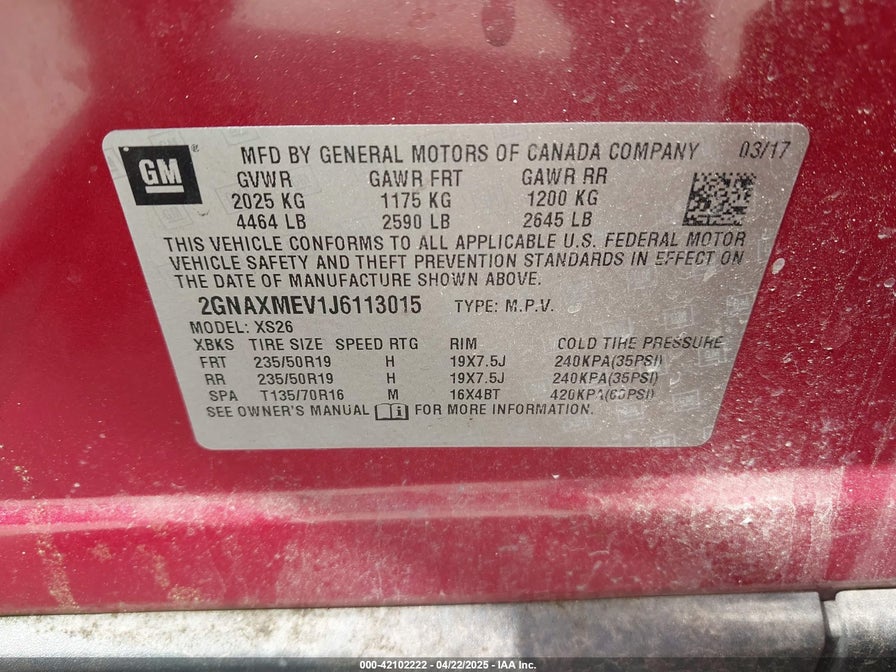 GM ® MFD BY GENERAL MOTORS OF CANADA COMPANY 03/17
GVWR GAWR FRT GAWR RR
2025 KG 1175 KG 1200 KG
4464 LB 2590 LB 2645 LB
THIS VEHICLE CONFORMS TO ALL APPLICABLE U.S. FEDERAL MOTOR
VEHICLE SAFETY AND THEFT PREVENTION STANDARDS IN EFFECT ON
THE DATE OF MANUFACTURE SHOWN ABOVE.
2GNAXMEV1J6113015 TYPE: M.P.V.
MODEL: XS26
XBKS TIRE SIZE SPEED RTG RIM COLD TIRE PRESSURE
FRT 235/50R19 H 19X7.5J 240KPA(35PSI)
RR 235/50R19 H 19X7.5J 240KPA(35PSI)
SPA T135/70R16 M 16X4BT 420KPA(60PSI)
SEE OWNER'S MANUAL FOR MORE INFORMATION.
000-42102222 - 04/22/2025 - IAA Inc.